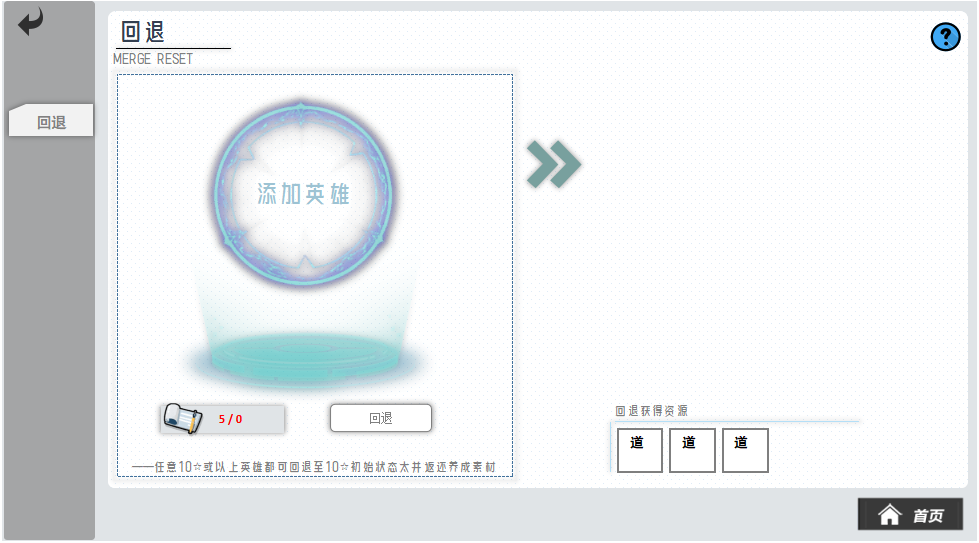 回退
MERGE RESET
回退
添加英雄
5/0
回退
——任意10☆或以上英雄都可回退至10☆初始状态太并返还养成素材
回退获得资源
道 道 道
首页